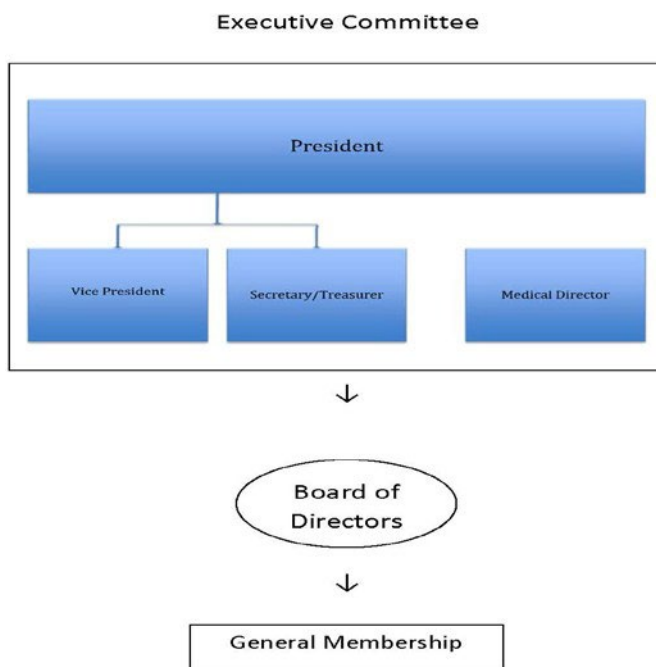 Executive Committee
President
Vice President
Secretary/Treasurer
Medical Director
Board of
Directors
General Membership